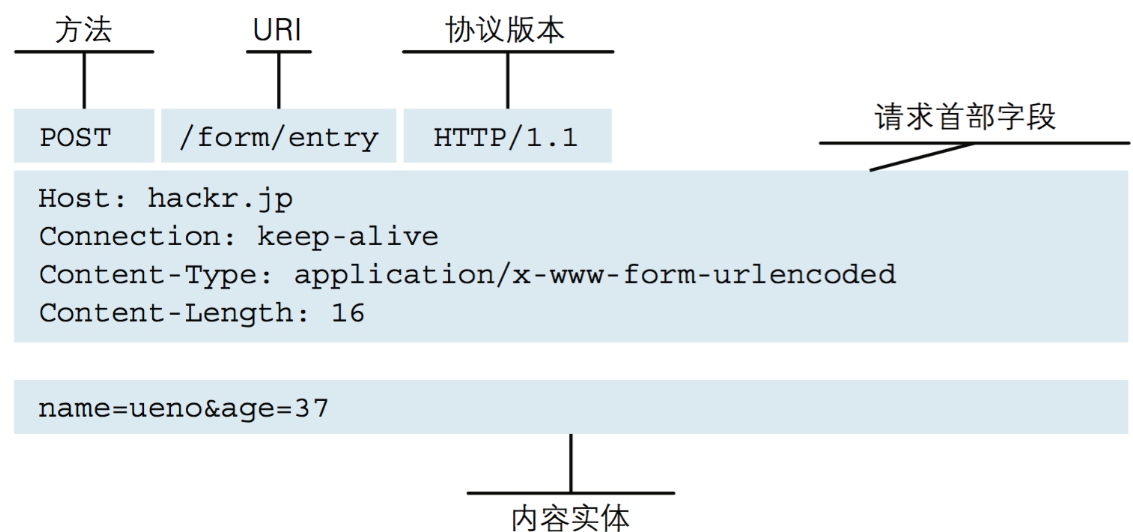 方法 URI 协议版本
请求首部字段
POST /form/entry HTTP/1.1
Host: hackr.jp
Connection: keep-alive
Content-Type: application/x-www-form-urlencoded
Content-Length: 16
name=ueno&age=37
内容实体